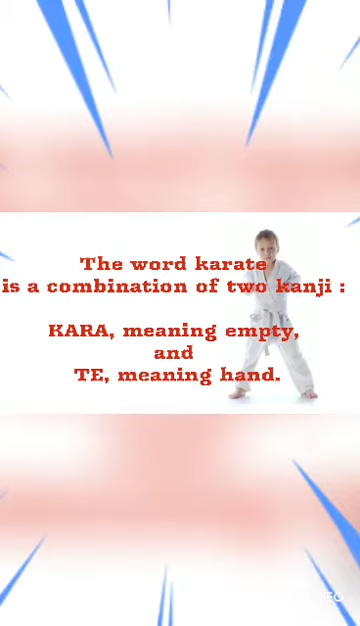 The word karate
is a combination of two kanji :
KARA, meaning empty,
and
TE, meaning hand.